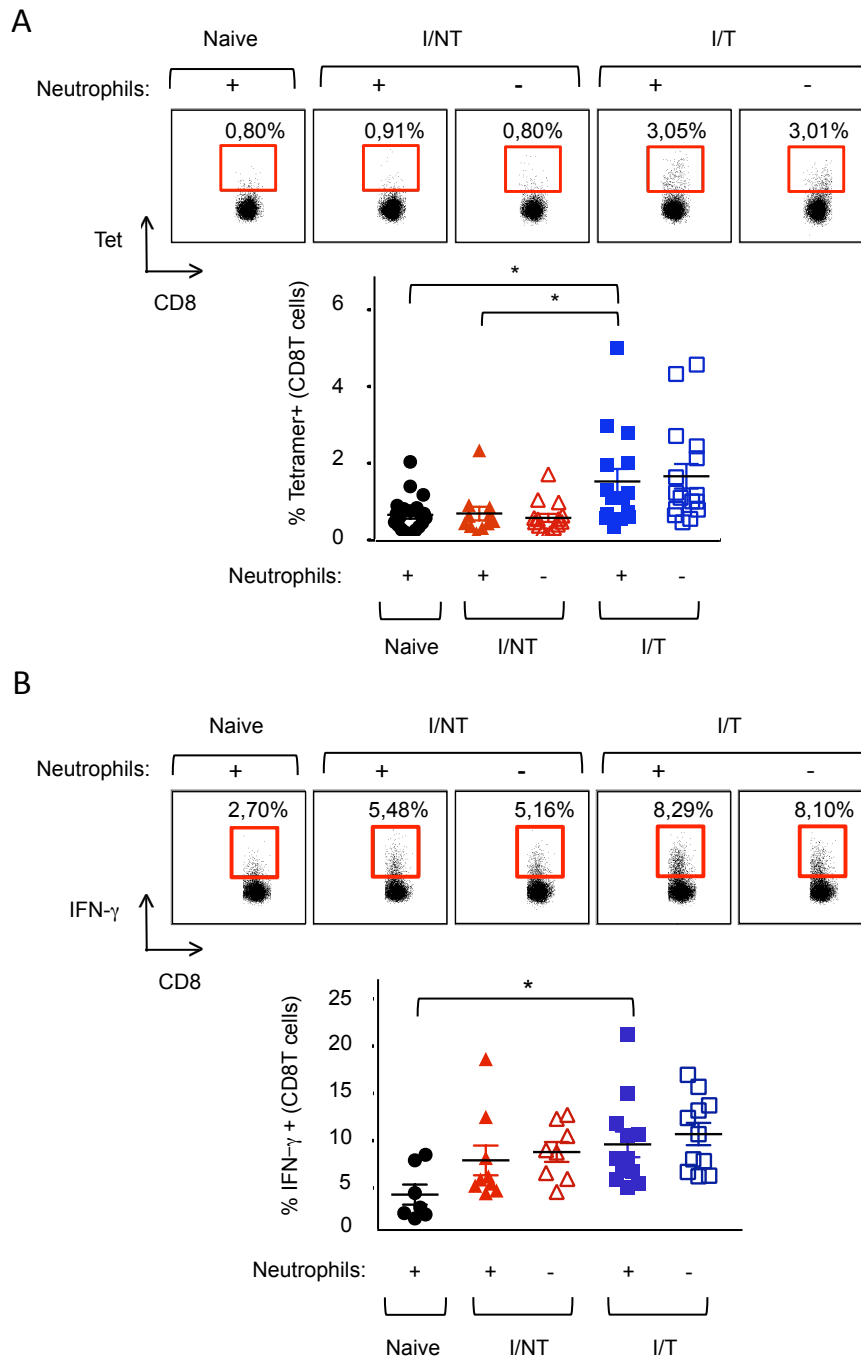 A
Naive I/NT I/T
Neutrophils: + + - + -
0,80% 0,91% 0,80% 3,05% 3,01%
Tet
CD8
% Tetramer+ (CD8T cells)
* 
*
6
4
2
0
Neutrophils: + + - + -
Naive I/NT I/T
B
Naive I/NT I/T
Neutrophils: + + - + -
2,70% 5,48% 5,16% 8,29% 8,10%
IFN-γ
CD8
% IFN-γ + (CD8T cells)
*
25
20
15
10
5
0
Neutrophils: + + - + -
Naive I/NT I/T